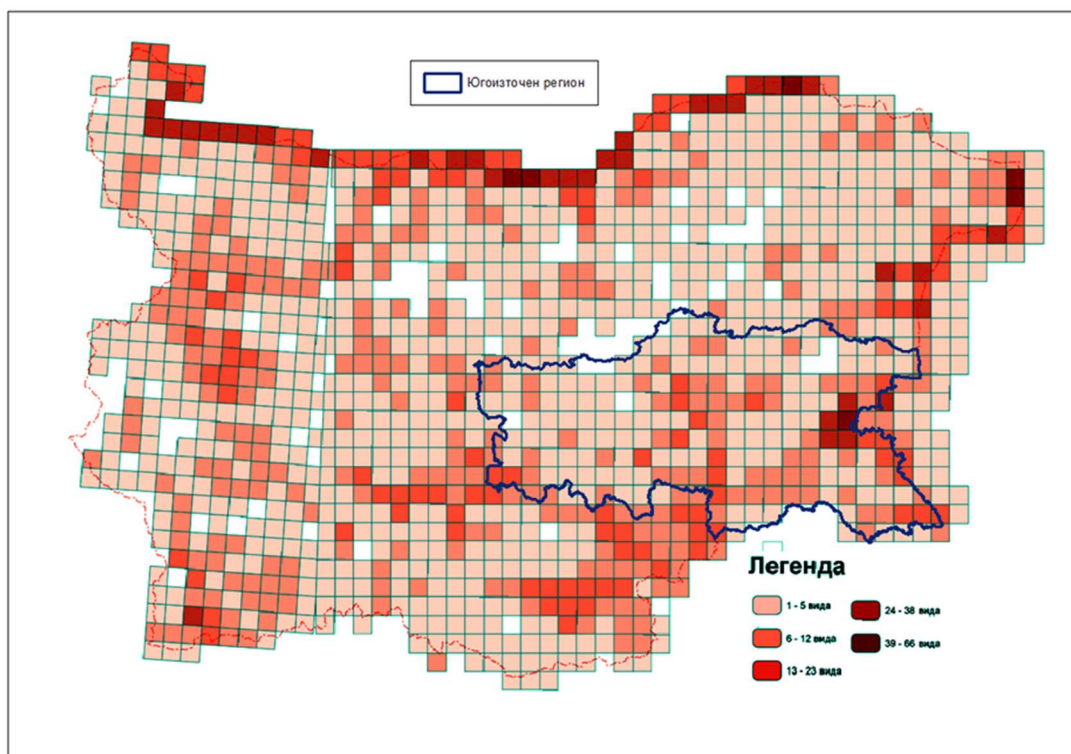 Югоизточен регион
Легенда
1 - 5 вида
24 - 38 вида
6 - 12 вида
39 - 66 вида
13 - 23 вида